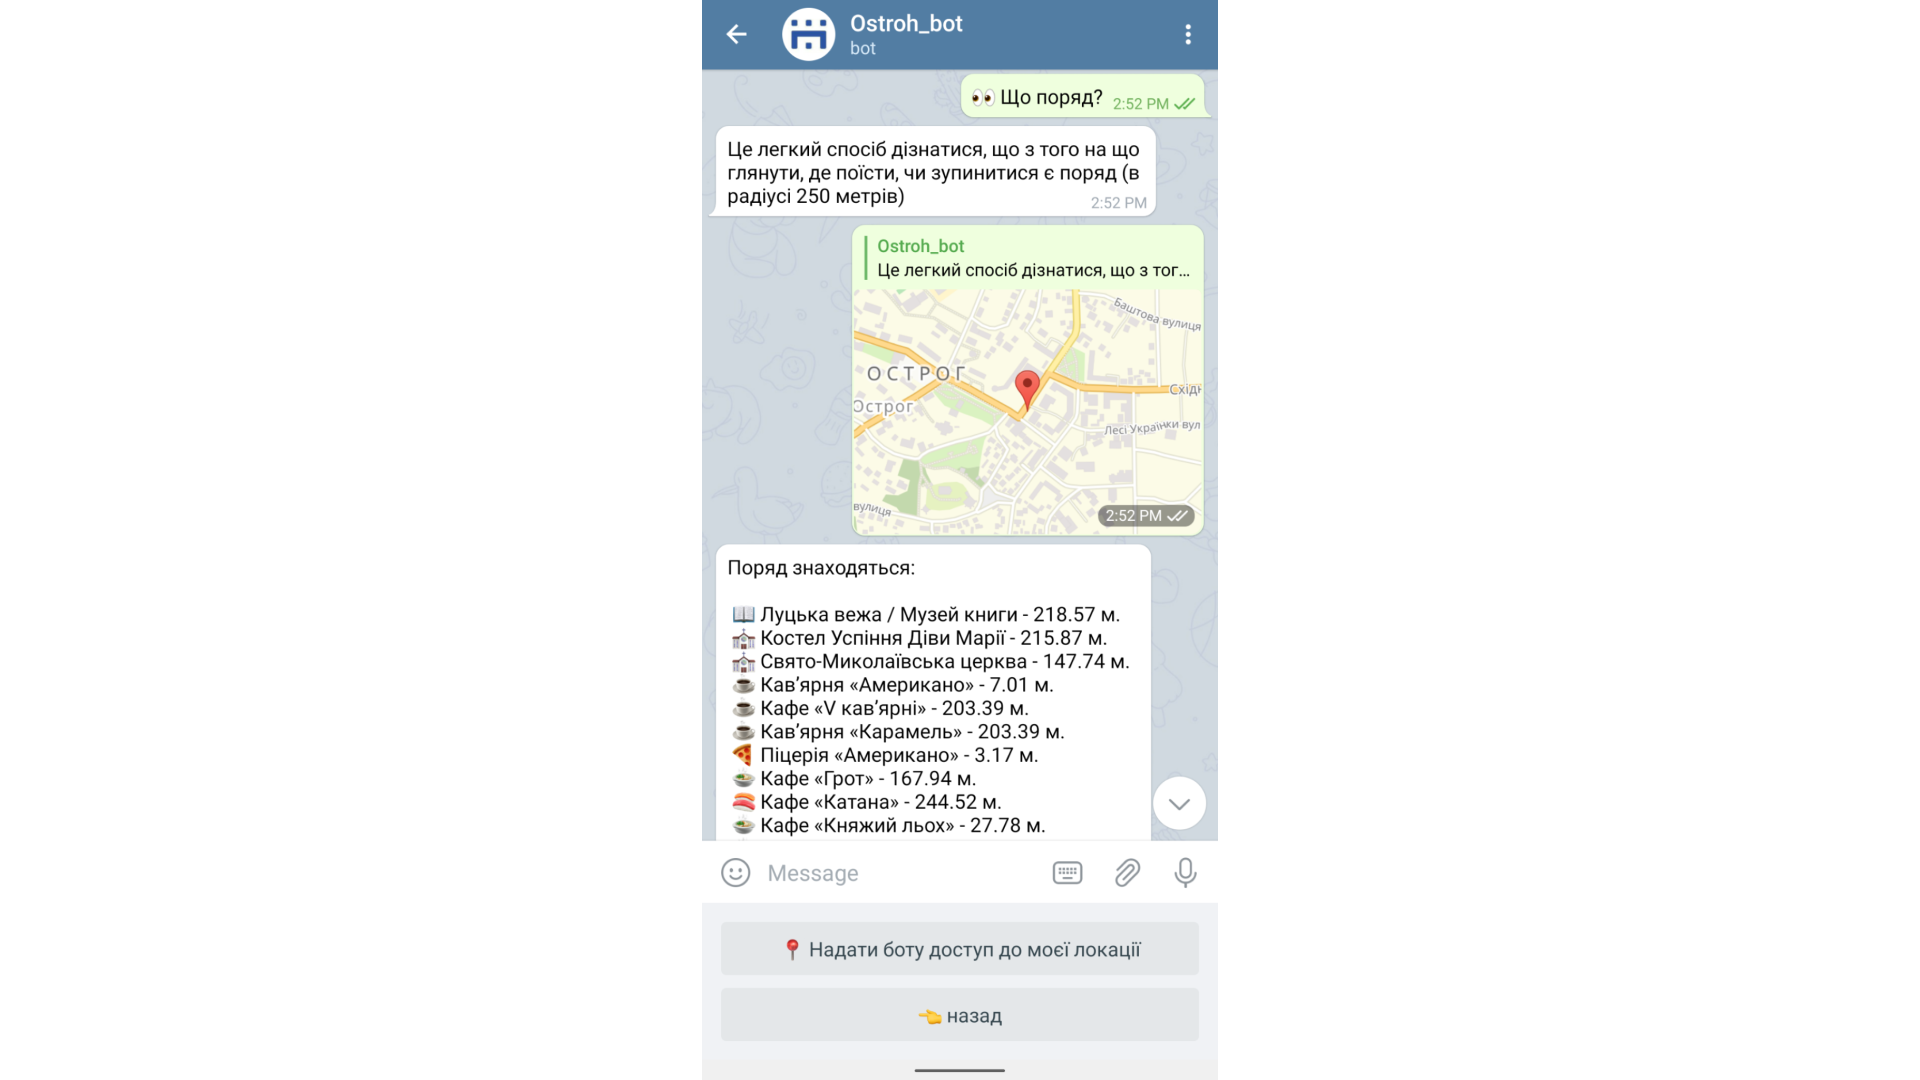 Ostroh_bot
bot
👀 Що поряд? 2:52 PM
Це легкий спосіб дізнатися, що з того на що
глянути, де поїсти, чи зупинитися є поряд (в
радіусі 250 метрів) 2:52 PM
Ostroh_bot
Це легкий спосіб дізнатися, що з тог...
Баштова вулиця
ОСТРОГ
Східн
Острог
Лесі Українки вул
вулиця
2:52 PM
Поряд знаходяться:
📖 Луцька вежа / Музей книги - 218.57 м.
💒 Костел Успіння Діви Марії - 215.87 м.
💒 Свято-Миколаївська церква - 147.74 м.
☕ Кав’ярня «Американо» - 7.01 м.
☕ Кафе «V кав’ярні» - 203.39 м.
☕ Кав’ярня «Карамель» - 203.39 м.
🍕 Піцерія «Американо» - 3.17 м.
🍲 Кафе «Грот» - 167.94 м.
🍣 Кафе «Катана» - 244.52 м.
🍲 Кафе «Княжий льох» - 27.78 м.
Message
📍 Надати боту доступ до моєї локації
👈 назад